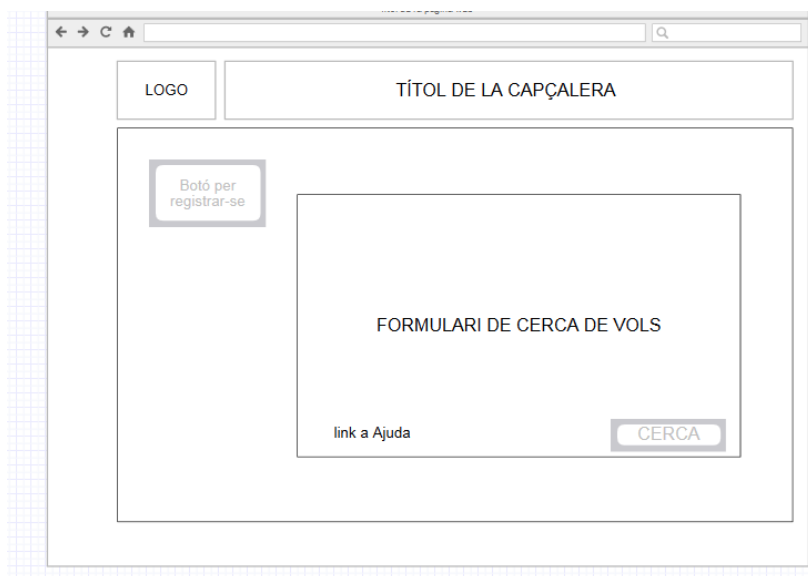 LOGO
TÍTOL DE LA CAPÇALERA
Botó per
registrar-se
FORMULARI DE CERCA DE VOLS
link a Ajuda
CERCA